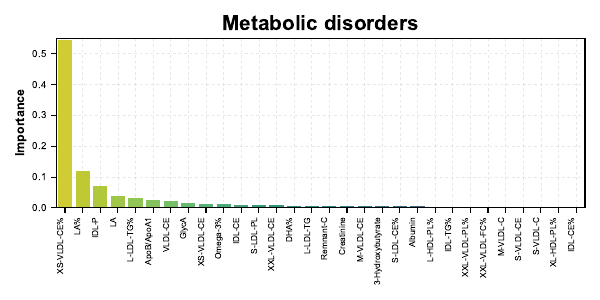 Metabolic disorders
Importance
0.5
0.4
0.3
0.2
0.1
0.0
XS-VLDL-CE%
LA%
IDL-P
LA
L-LDL-TG%
ApoB/ApoA1
VLDL-CE
GlycA
XS-VLDL-CE
Omega-3%
IDL-CE
S-LDL-PL
XXL-VLDL-CE
DHA%
L-LDL-TG
Remnant-C
Creatinine
M-VLDL-CE
3-Hydroxybutyrate
S-LDL-CE%
Albumin
L-HDL-PL%
IDL-TG%
XXL-VLDL-PL%
XXL-VLDL-FC%
M-VLDL-C
S-VLDL-CE
S-VLDL-C
XL-HDL-PL%
IDL-CE%